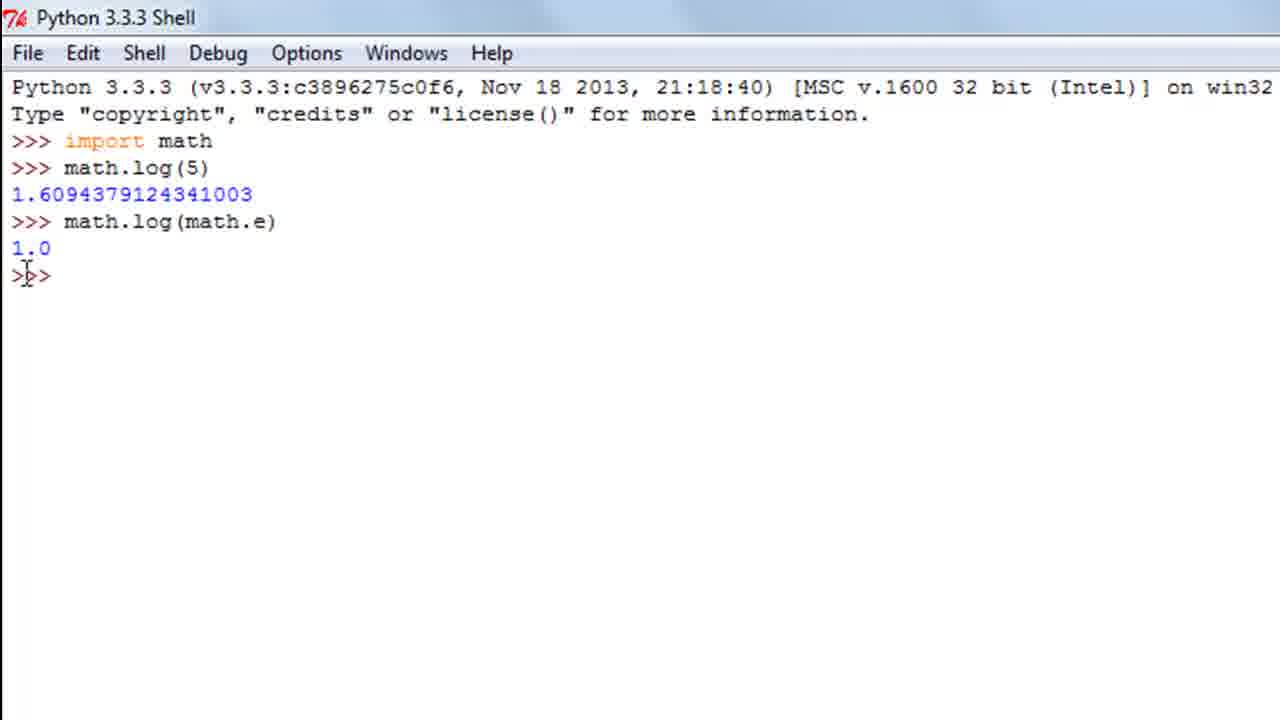 Python 3.3.3 Shell
File Edit Shell Debug Options Windows Help
Python 3.3.3 (v3.3.3:c3896275c0f6, Nov 18 2013, 21:18:40) [MSC v.1600 32 bit (Intel)] on win32
Type "copyright", "credits" or "license()" for more information.
>>> import math
>>> math.log(5)
1.6094379124341003
>>> math.log(math.e)
1.0
>>>